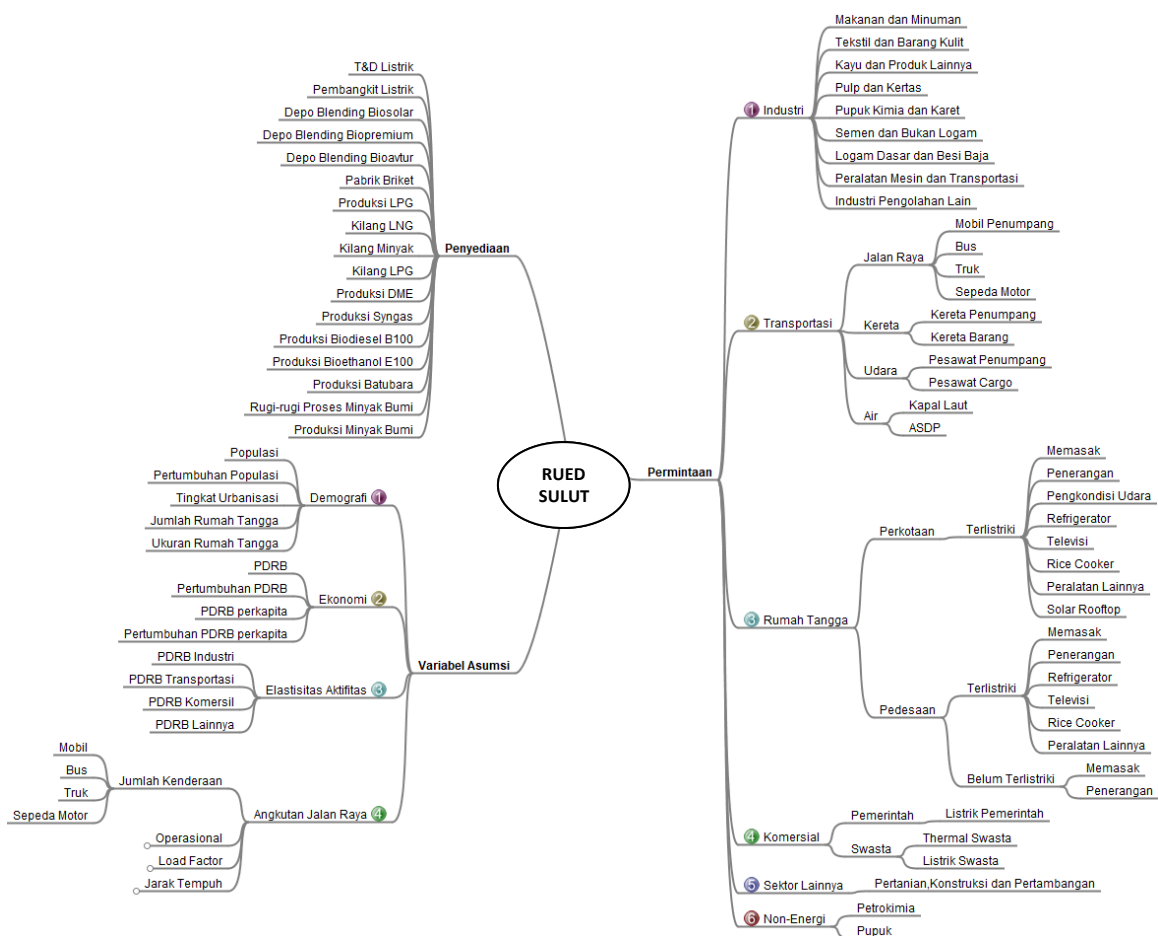 RUED
SULUT
Penyediaan
T&D Listrik
Pembangkit Listrik
Depo Blending Biosolar
Depo Blending Biopremium
Depo Blending Bioavtur
Pabrik Briket
Produksi LPG
Kilang LNG
Kilang Minyak
Kilang LPG
Produksi DME
Produksi Syngas
Produksi Biodiesel B100
Produksi Bioethanol E100
Produksi Batubara
Rugi-rugi Proses Minyak Bumi
Produksi Minyak Bumi
Variabel Asumsi
Demografi 1
Populasi
Pertumbuhan Populasi
Tingkat Urbanisasi
Jumlah Rumah Tangga
Ukuran Rumah Tangga
Ekonomi 2
PDRB
Pertumbuhan PDRB
PDRB perkapita
Pertumbuhan PDRB perkapita
Elastisitas Aktifitas 3
PDRB Industri
PDRB Transportasi
PDRB Komersil
PDRB Lainnya
Angkutan Jalan Raya 4
Jumlah Kenderaan
Mobil
Bus
Truk
Sepeda Motor
Operasional
Load Factor
Jarak Tempuh
Permintaan
1 Industri
Makanan dan Minuman
Tekstil dan Barang Kulit
Kayu dan Produk Lainnya
Pulp dan Kertas
Pupuk Kimia dan Karet
Semen dan Bukan Logam
Logam Dasar dan Besi Baja
Peralatan Mesin dan Transportasi
Industri Pengolahan Lain
2 Transportasi
Jalan Raya
Mobil Penumpang
Bus
Truk
Sepeda Motor
Kereta
Kereta Penumpang
Kereta Barang
Udara
Pesawat Penumpang
Pesawat Cargo
Air
Kapal Laut
ASDP
3 Rumah Tangga
Perkotaan
Terlistriki
Memasak
Penerangan
Pengkondisi Udara
Refrigerator
Televisi
Rice Cooker
Peralatan Lainnya
Solar Rooftop
Pedesaan
Terlistriki
Memasak
Penerangan
Refrigerator
Televisi
Rice Cooker
Peralatan Lainnya
Belum Terlistriki
Memasak
Penerangan
4 Komersial
Pemerintah
Listrik Pemerintah
Swasta
Thermal Swasta
Listrik Swasta
5 Sektor Lainnya
Pertanian,Konstruksi dan Pertambangan
6 Non-Energi
Petrokimia
Pupuk